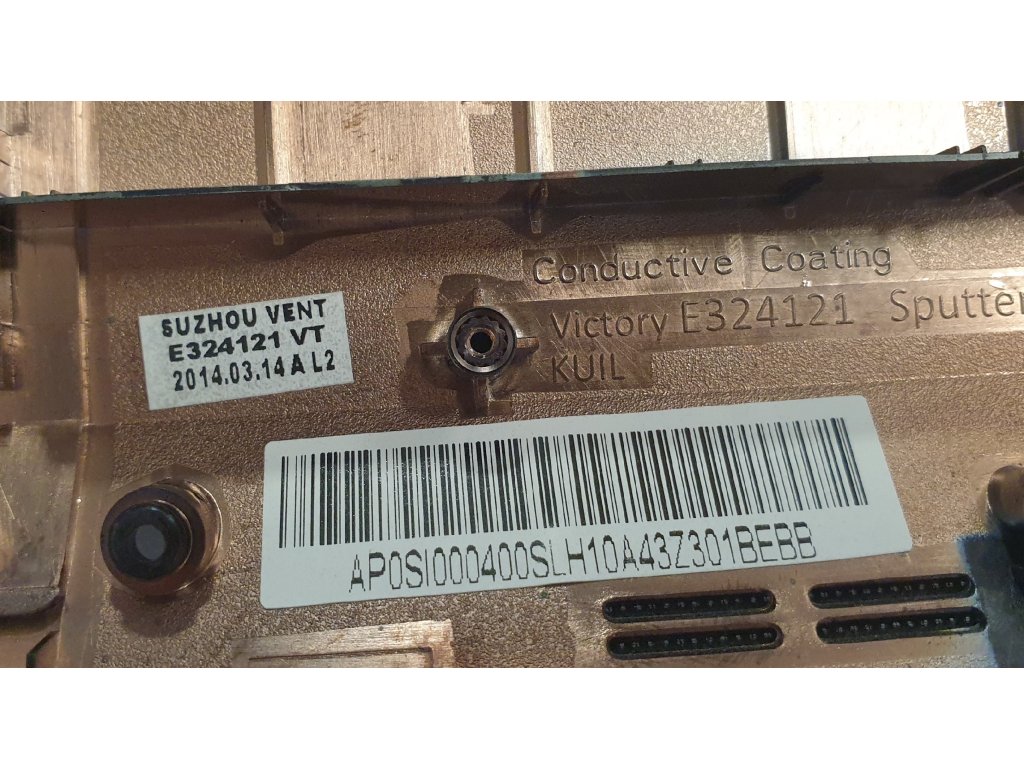 Conductive Coating
Victory E324121 Sputter
KUIL
SUZHOU VENT
E324121 VT
2014.03.14 A L2
AP0SI000400SLH10A43Z301BEBB